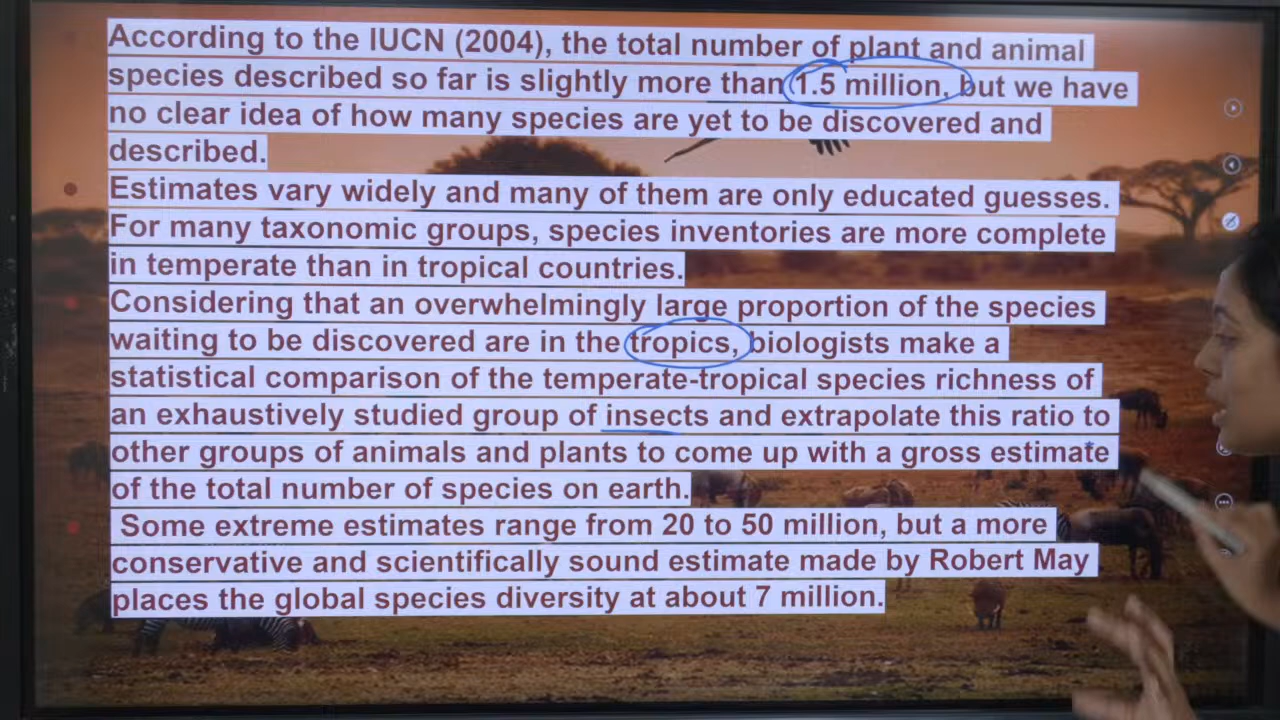 According to the IUCN (2004), the total number of plant and animal
species described so far is slightly more than 1.5 million, but we have
no clear idea of how many species are yet to be discovered and
described.
Estimates vary widely and many of them are only educated guesses.
For many taxonomic groups, species inventories are more complete
in temperate than in tropical countries.
Considering that an overwhelmingly large proportion of the species
waiting to be discovered are in the tropics, biologists make a
statistical comparison of the temperate-tropical species richness of
an exhaustively studied group of insects and extrapolate this ratio to
other groups of animals and plants to come up with a gross estimate
of the total number of species on earth.
Some extreme estimates range from 20 to 50 million, but a more
conservative and scientifically sound estimate made by Robert May
places the global species diversity at about 7 million.